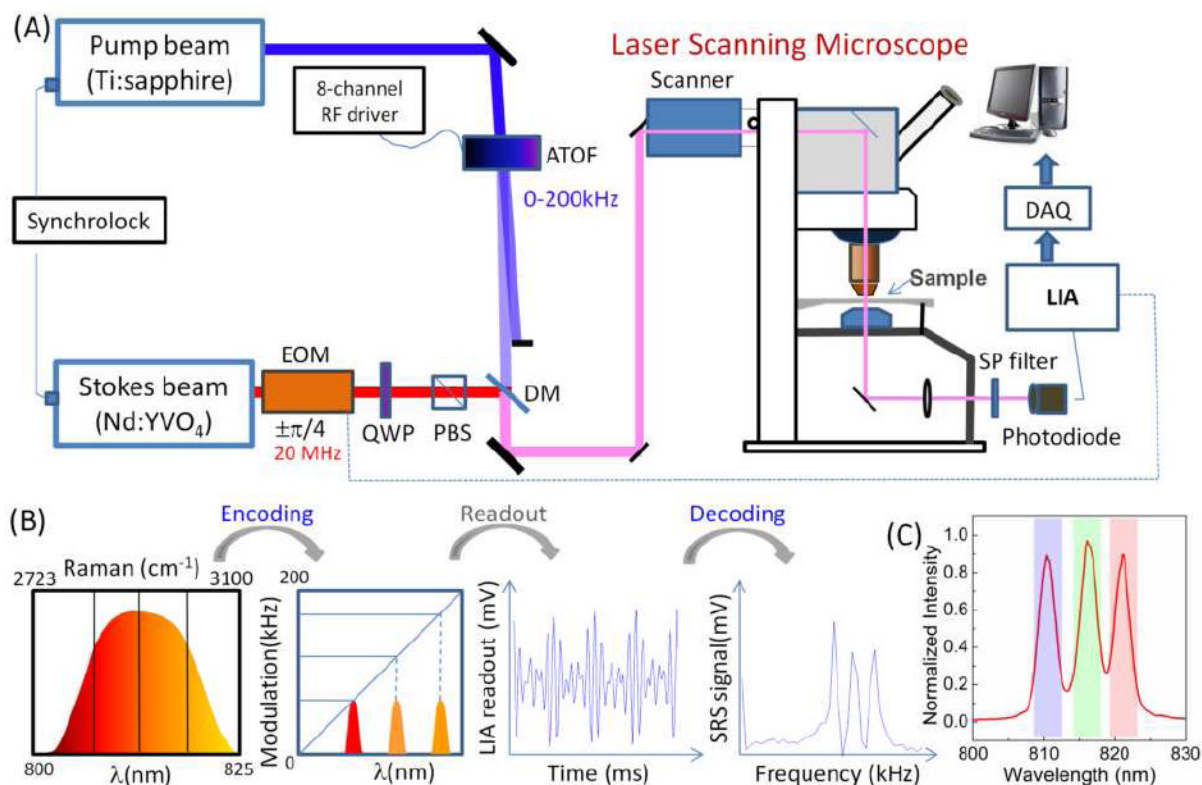 (A)
Pump beam
(Ti:sapphire)
8-channel
RF driver
ATOF
0-200kHz
Synchrolock
Stokes beam
(Nd:YVO4)
EOM
±π/4
20 MHz
QWP
PBS
DM
Laser Scanning Microscope
Scanner
Sample
SP filter
Photodiode
DAQ
LIA
(B)
Encoding
Readout
Decoding
Raman (cm-1)
2723
3100
800
λ(nm)
825
200
Modulation(kHz)
0
λ(nm)
LIA readout (mV)
Time (ms)
SRS signal(mV)
Frequency (kHz)
(C)
Normalized Intensity
1.0
0.8
0.6
0.4
0.2
0.0
800 810 820 830
Wavelength (nm)